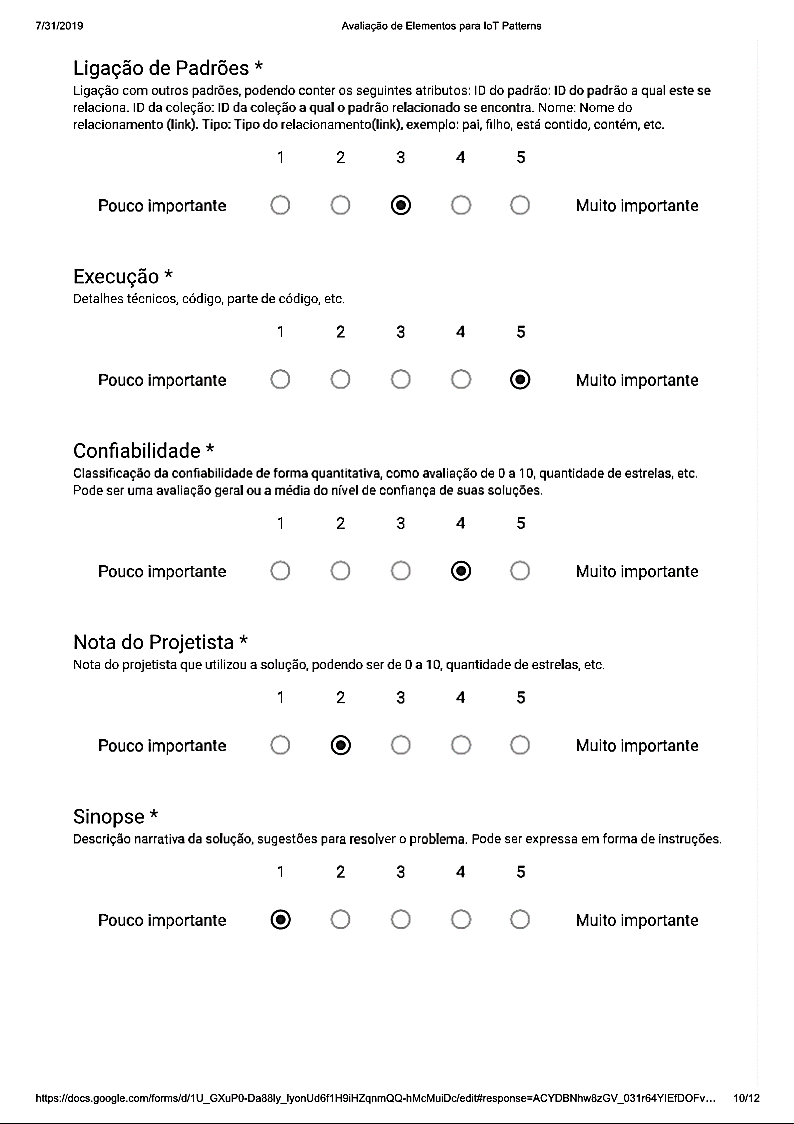 7/31/2019 Avaliação de Elementos para IoT Patterns
Ligação de Padrões *
Ligação com outros padrões, podendo conter os seguintes atributos: ID do padrão: ID do padrão a qual este se
relaciona. ID da coleção: ID da coleção a qual o padrão relacionado se encontra. Nome: Nome do
relacionamento (link). Tipo: Tipo do relacionamento(link), exemplo: pai, filho, está contido, contém, etc.
1 2 3 4 5
Pouco importante Muito importante
Execução *
Detalhes técnicos, código, parte de código, etc.
1 2 3 4 5
Pouco importante Muito importante
Confiabilidade *
Classificação da confiabilidade de forma quantitativa, como avaliação de 0 a 10, quantidade de estrelas, etc.
Pode ser uma avaliação geral ou a média do nível de confiança de suas soluções.
1 2 3 4 5
Pouco importante Muito importante
Nota do Projetista *
Nota do projetista que utilizou a solução, podendo ser de 0 a 10, quantidade de estrelas, etc.
1 2 3 4 5
Pouco importante Muito importante
Sinopse *
Descrição narrativa da solução, sugestões para resolver o problema. Pode ser expressa em forma de instruções.
1 2 3 4 5
Pouco importante Muito importante
https://docs.google.com/forms/d/1U_GXuP0-Da88ly_lyonUd6f1H9iHZqnmQQ-hMcMuiDc/edit#response=ACYDBNhw8zGV_031r64YlEfDOFv... 10/12